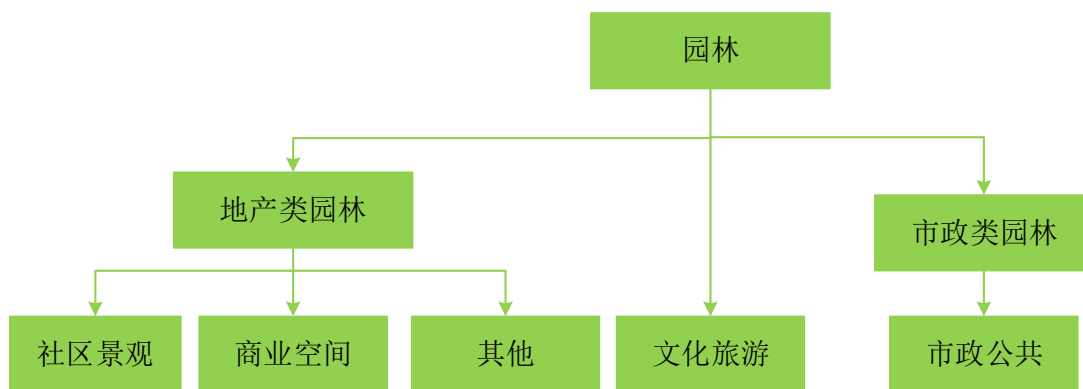 园林
地产类园林
市政类园林
社区景观
商业空间
其他
文化旅游
市政公共